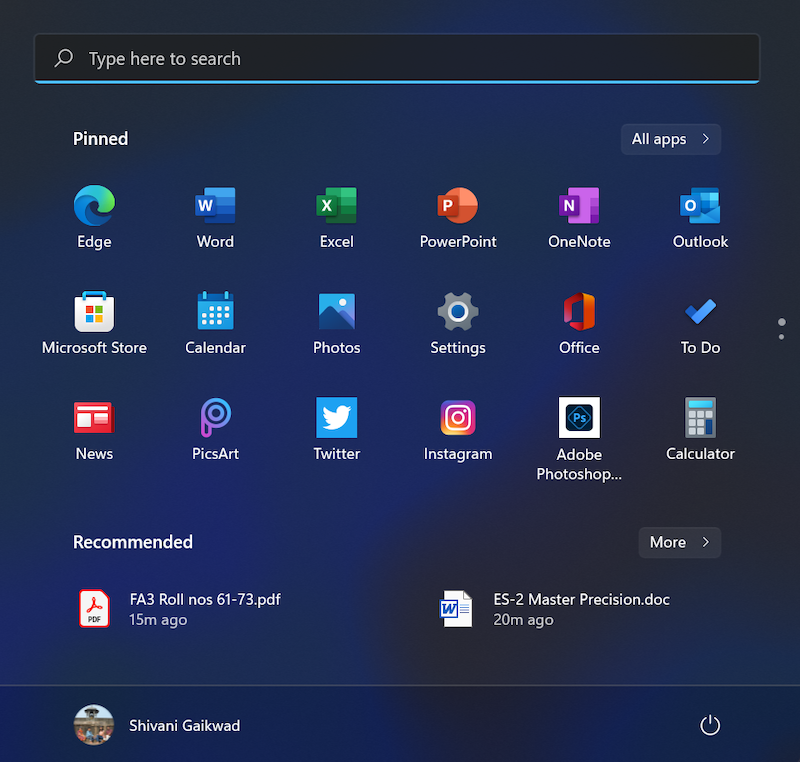 Type here to search
Pinned
All apps
Edge
Word
Excel
PowerPoint
OneNote
Outlook
Microsoft Store
Calendar
Photos
Settings
Office
To Do
News
PicsArt
Twitter
Instagram
Adobe
Photoshop...
Calculator
Recommended
More
FA3 Roll nos 61-73.pdf
15m ago
ES-2 Master Precision.doc
20m ago
Shivani Gaikwad
W
X
P
N
O
Ps
PDF
W